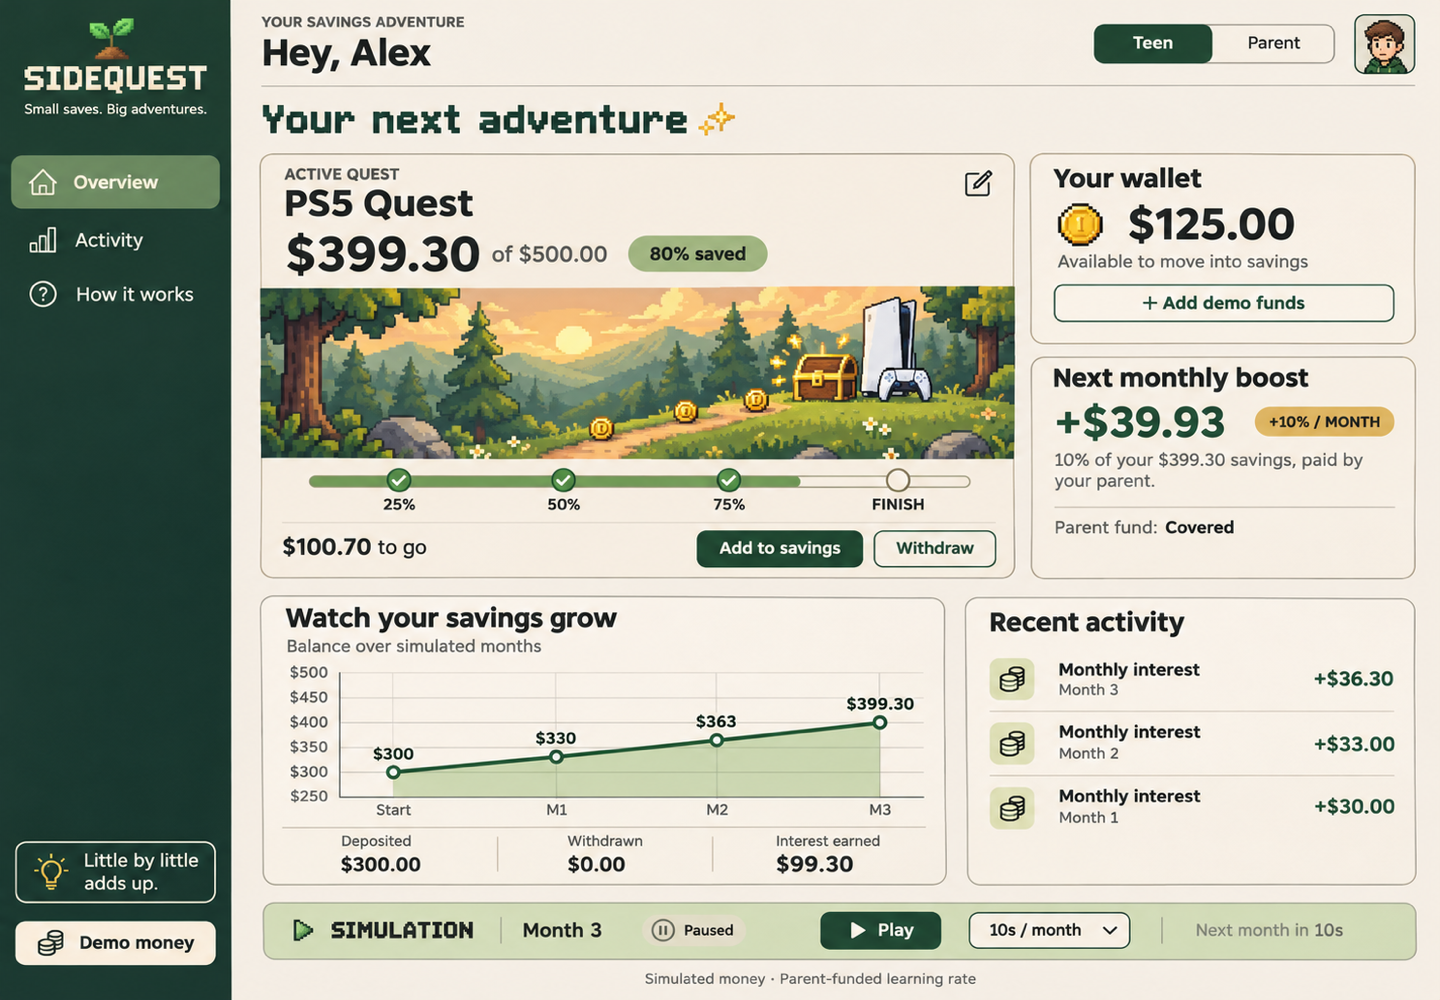 SIDEQUEST
Small saves. Big adventures.
Overview
Activity
How it works
Little by little
adds up.
Demo money
YOUR SAVINGS ADVENTURE
Hey, Alex
Teen
Parent
Your next adventure
ACTIVE QUEST
PS5 Quest
$399.30 of $500.00
80% saved
25%
50%
75%
FINISH
$100.70 to go
Add to savings
Withdraw
Your wallet
$125.00
Available to move into savings
+ Add demo funds
Next monthly boost
+$39.93
+10% / MONTH
10% of your $399.30 savings, paid by
your parent.
Parent fund: Covered
Watch your savings grow
Balance over simulated months
$500
$450
$400
$350
$300
$250
$300
$330
$363
$399.30
Start
M1
M2
M3
Deposited
$300.00
Withdrawn
$0.00
Interest earned
$99.30
Recent activity
Monthly interest
Month 3
+$36.30
Monthly interest
Month 2
+$33.00
Monthly interest
Month 1
+$30.00
SIMULATION
Month 3
Paused
Play
10s / month
Next month in 10s
Simulated money · Parent-funded learning rate